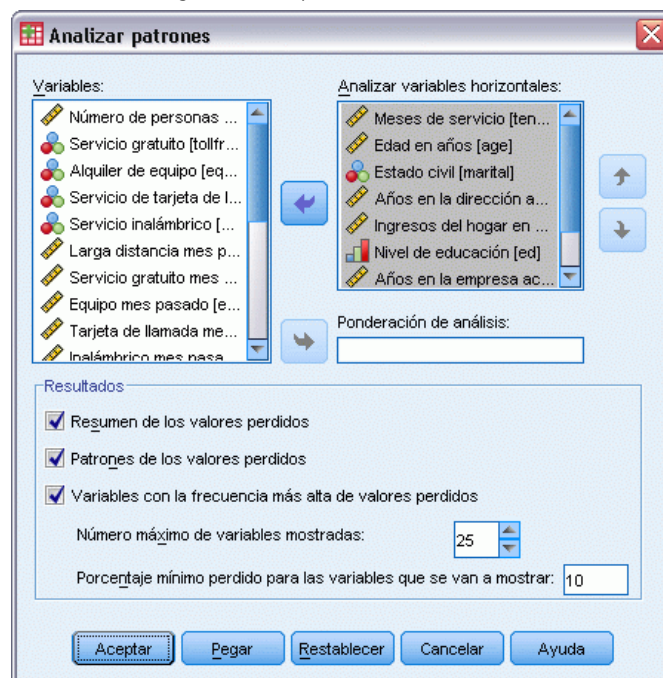 Analizar patrones
Variables:
Número de personas ...
Servicio gratuito [tollfr...
Alquiler de equipo [eq...
Servicio de tarjeta de l...
Servicio inalámbrico [...
Larga distancia mes p...
Servicio gratuito mes ...
Equipo mes pasado [e...
Tarjeta de llamada me...
Inalámbrico mes pasa
Analizar variables horizontales:
Meses de servicio [ten...
Edad en años [age]
Estado civil [marital]
Años en la dirección a...
Ingresos del hogar en ...
Nivel de educación [ed]
Años en la empresa ac...
Ponderación de análisis:
Resultados
Resumen de los valores perdidos
Patrones de los valores perdidos
Variables con la frecuencia más alta de valores perdidos
Número máximo de variables mostradas: 25
Porcentaje mínimo perdido para las variables que se van a mostrar: 10
Aceptar Pegar Restablecer Cancelar Ayuda